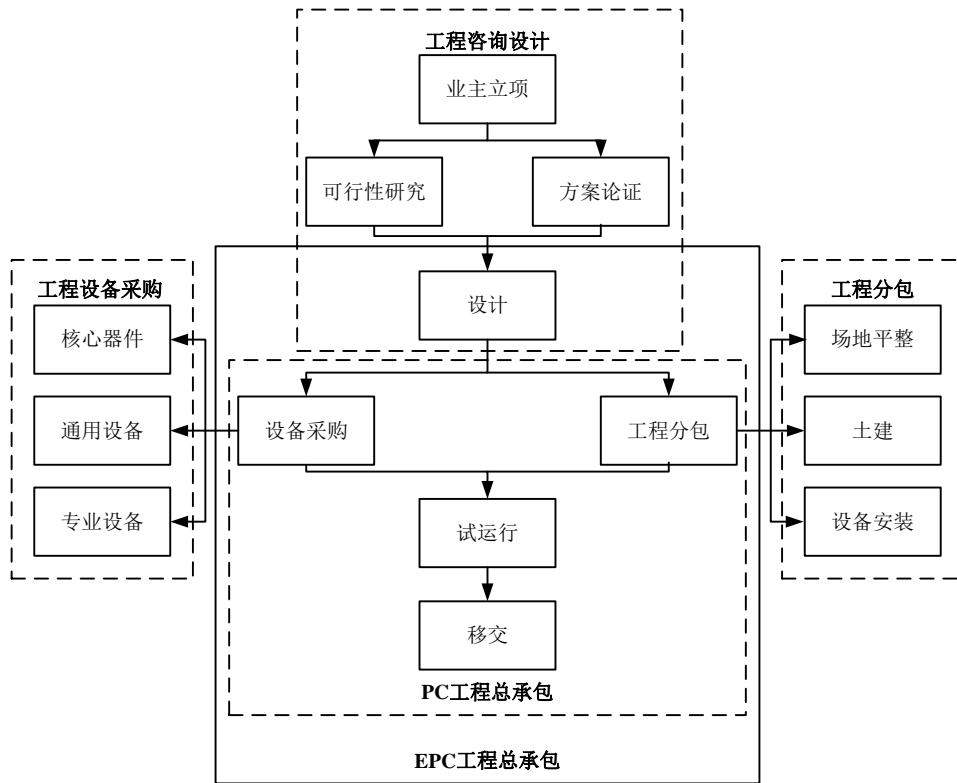 工程咨询设计
业主立项
可行性研究
方案论证
设计
工程设备采购
核心器件
通用设备
专业设备
设备采购
工程分包
试运行
移交
PC工程总承包
EPC工程总承包
工程分包
场地平整
土建
设备安装